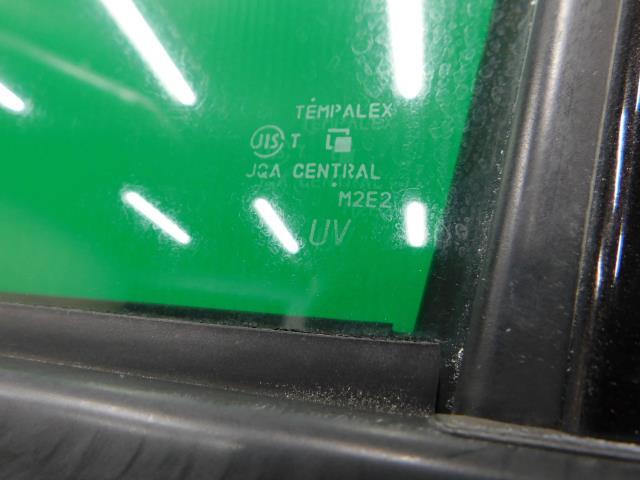 TEMPALEX
JIS T
JQA CENTRAL
M2E2
UV